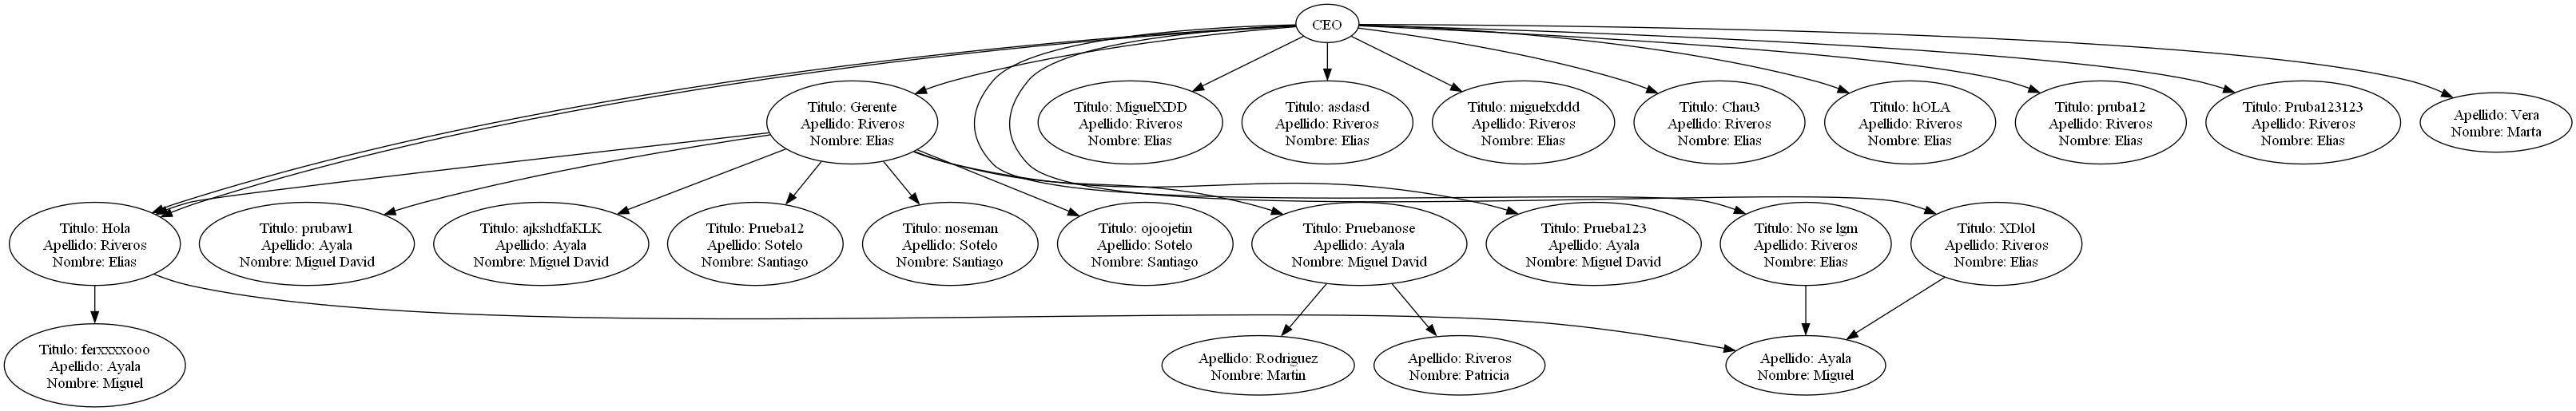 CEO
Titulo: Gerente
Apellido: Riveros
Nombre: Elias
Titulo: MiguelXDD
Apellido: Riveros
Nombre: Elias
Titulo: asdasd
Apellido: Riveros
Nombre: Elias
Titulo: miguelxddd
Apellido: Riveros
Nombre: Elias
Titulo: Chau3
Apellido: Riveros
Nombre: Elias
Titulo: hOLA
Apellido: Riveros
Nombre: Elias
Titulo: pruba12
Apellido: Riveros
Nombre: Elias
Titulo: Pruba123123
Apellido: Riveros
Nombre: Elias
Apellido: Vera
Nombre: Marta
Titulo: Hola
Apellido: Riveros
Nombre: Elias
Titulo: prubaw1
Apellido: Ayala
Nombre: Miguel David
Titulo: ajkshdfaKLK
Apellido: Ayala
Nombre: Miguel David
Titulo: Prueba12
Apellido: Sotelo
Nombre: Santiago
Titulo: noseman
Apellido: Sotelo
Nombre: Santiago
Titulo: ojoojetin
Apellido: Sotelo
Nombre: Santiago
Titulo: Pruebanose
Apellido: Ayala
Nombre: Miguel David
Titulo: Prueba123
Apellido: Ayala
Nombre: Miguel David
Titulo: No se lgm
Apellido: Riveros
Nombre: Elias
Titulo: XDlol
Apellido: Riveros
Nombre: Elias
Titulo: ferxxxxooo
Apellido: Ayala
Nombre: Miguel
Apellido: Rodriguez
Nombre: Martin
Apellido: Riveros
Nombre: Patricia
Apellido: Ayala
Nombre: Miguel